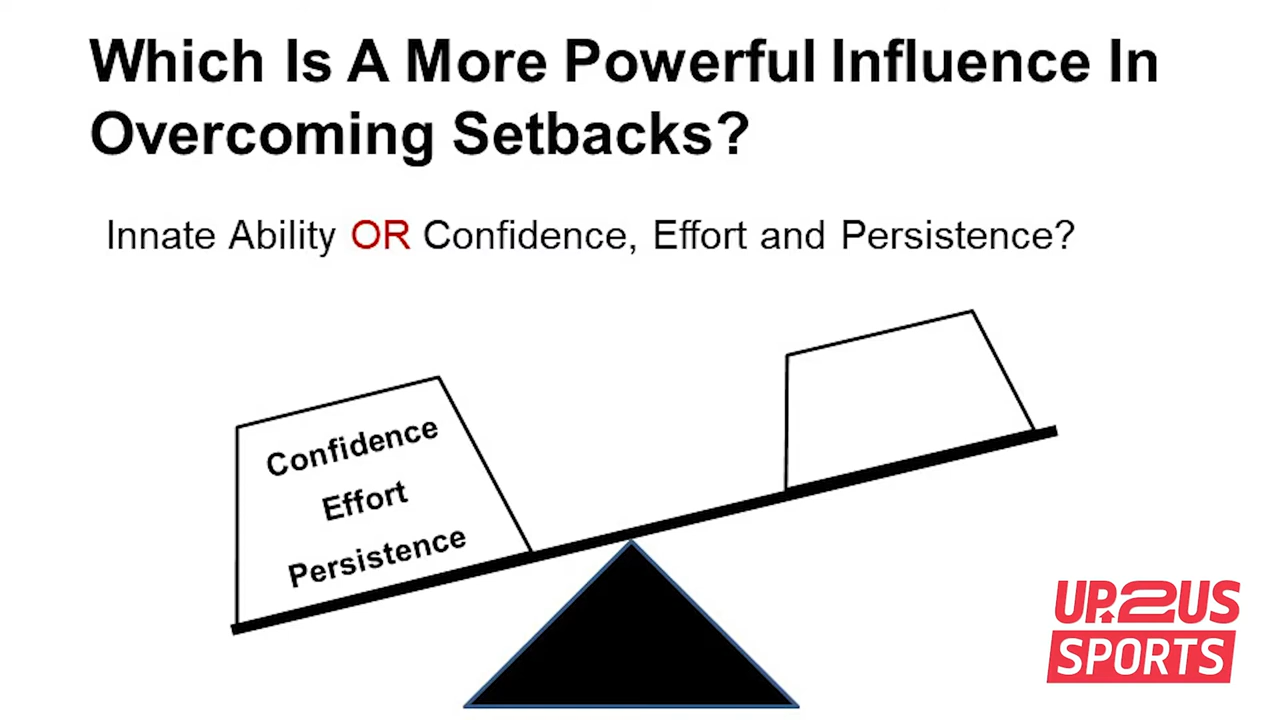 Which Is A More Powerful Influence In
Overcoming Setbacks?
Innate Ability OR Confidence, Effort and Persistence?
Confidence
Effort
Persistence
UP2US
SPORTS